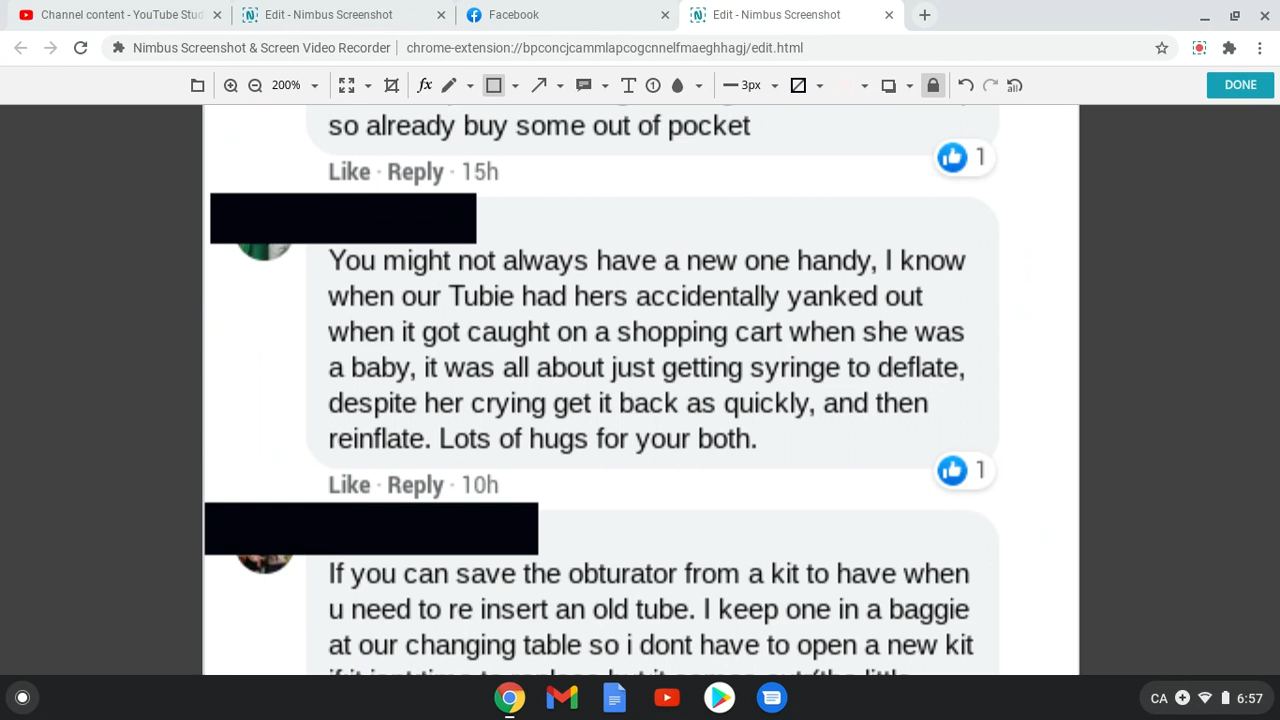 Channel content - YouTube Stud
Edit - Nimbus Screenshot
Facebook
Edit - Nimbus Screenshot
Nimbus Screenshot & Screen Video Recorder
chrome-extension://bpconcjcammlapcogcnnelfmaeghhagj/edit.html
200%
fx
T
1
3px
DONE
so already buy some out of pocket
1
Like · Reply · 15h
You might not always have a new one handy, I know
when our Tubie had hers accidentally yanked out
when it got caught on a shopping cart when she was
a baby, it was all about just getting syringe to deflate,
despite her crying get it back as quickly, and then
reinflate. Lots of hugs for your both.
1
Like · Reply · 10h
If you can save the obturator from a kit to have when
u need to re insert an old tube. I keep one in a baggie
at our changing table so i dont have to open a new kit
CA
6:57